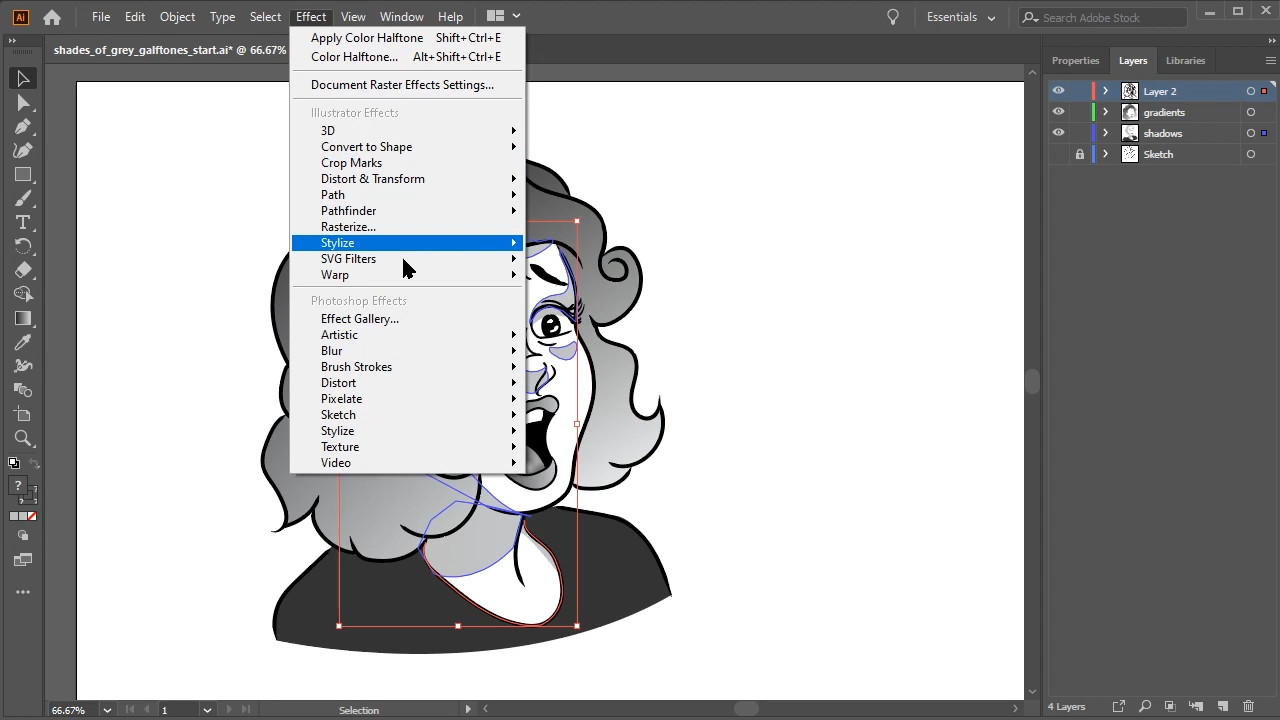 Ai File Edit Object Type Select Effect View Window Help Essentials Search Adobe Stock
shades_of_grey_galftones_start.ai* @ 66.67%
Apply Color Halftone Shift+Ctrl+E
Color Halftone... Alt+Shift+Ctrl+E
Document Raster Effects Settings...
Illustrator Effects
3D
Convert to Shape
Crop Marks
Distort & Transform
Path
Pathfinder
Rasterize...
Stylize
SVG Filters
Warp
Photoshop Effects
Effect Gallery...
Artistic
Blur
Brush Strokes
Distort
Pixelate
Sketch
Stylize
Texture
Video
Properties Layers Libraries
Layer 2
gradients
shadows
Sketch
T
?
66.67% 1 Selection
4 Layers